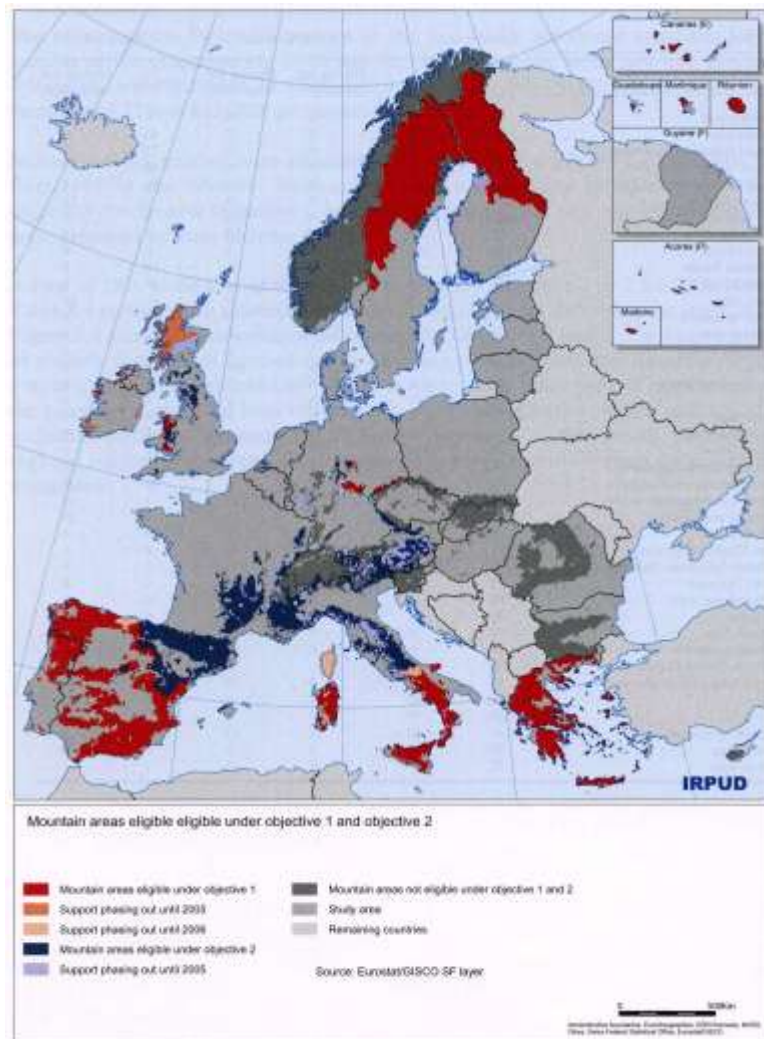 Canarias (E)
Guadeloupe
Martinique
Réunion
Guyane (F)
Açores (P)
Madeira
IRPUD
Mountain areas eligible eligible under objective 1 and objective 2
Mountain areas eligible under objective 1
Support phasing out until 2003
Support phasing out until 2006
Mountain areas eligible under objective 2
Support phasing out until 2005
Mountain areas not eligible under objective 1 and 2
Study area
Remaining countries
Source: Eurostat/GISCO SF layer
0 500Km